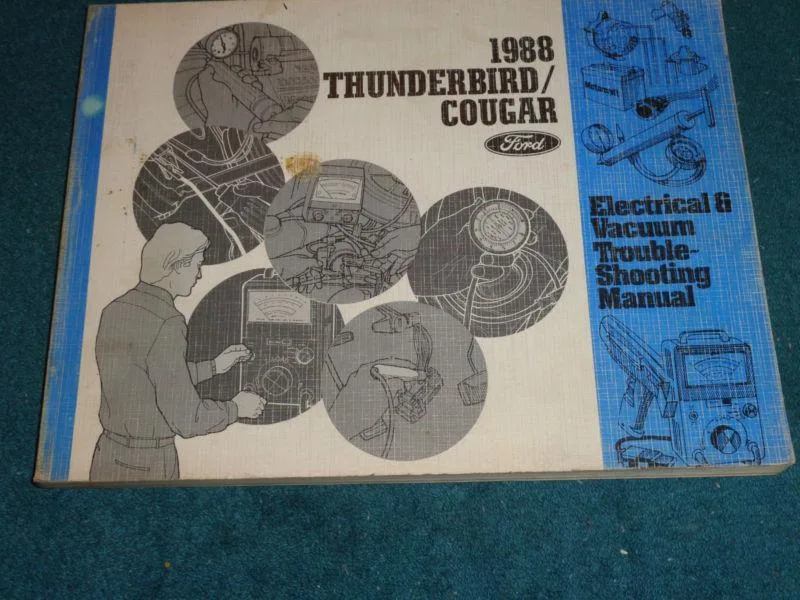 1988
THUNDERBIRD/
COUGAR
Ford
Electrical &
Vacuum
Trouble-
Shooting
Manual